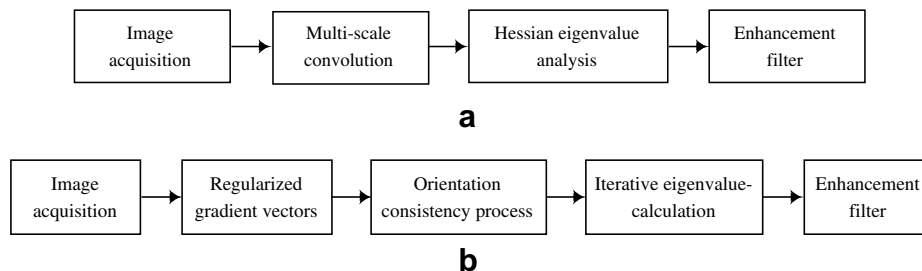 Image
acquisition
Multi-scale
convolution
Hessian eigenvalue
analysis
Enhancement
filter
a
Image
acquisition
Regularized
gradient vectors
Orientation
consistency process
Iterative eigenvalue-
calculation
Enhancement
filter
b